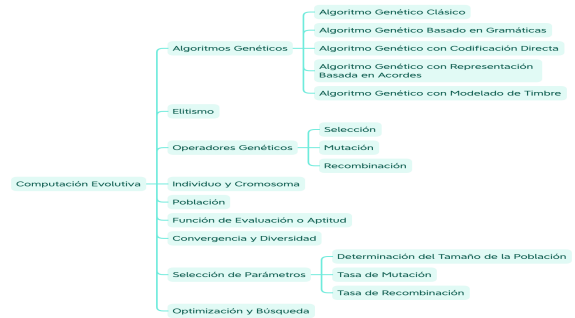 Algoritmo Genético Clásico
Algoritmo Genético Basado en Gramáticas
Algoritmos Genéticos
Algoritmo Genético con Codificación Directa
Algoritmo Genético con Representación
Basada en Acordes
Algoritmo Genético con Modelado de Timbre
Elitismo
Selección
Operadores Genéticos
Mutación
Recombinación
Computación Evolutiva
Individuo y Cromosoma
Población
Función de Evaluación o Aptitud
Convergencia y Diversidad
Determinación del Tamaño de la Población
Selección de Parámetros
Tasa de Mutación
Tasa de Recombinación
Optimización y Búsqueda